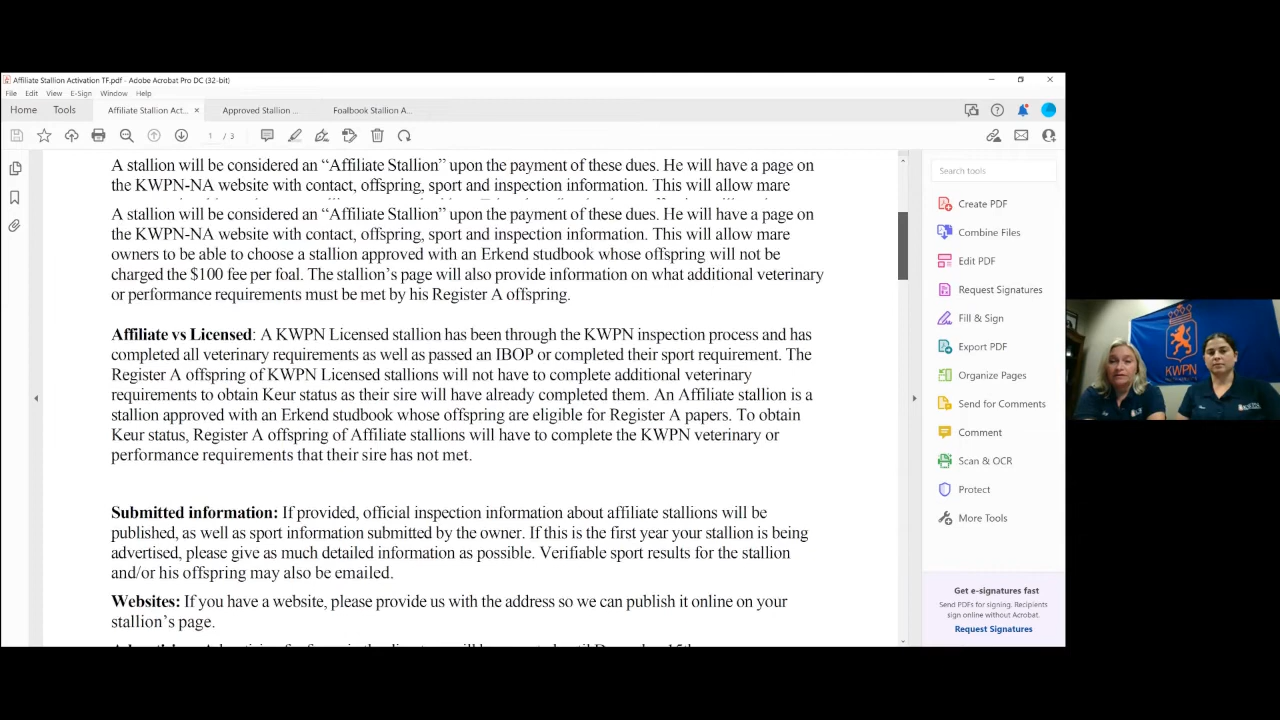 Affiliate Stallion Activation TF.pdf - Adobe Acrobat Pro DC (32-bit)
File Edit View E-Sign Window Help
Home Tools Affiliate Stallion Act... × Approved Stallion ... Foalbook Stallion A...
1 / 3
A stallion will be considered an “Affiliate Stallion” upon the payment of these dues. He will have a page on
the KWPN-NA website with contact, offspring, sport and inspection information. This will allow mare
A stallion will be considered an “Affiliate Stallion” upon the payment of these dues. He will have a page on
the KWPN-NA website with contact, offspring, sport and inspection information. This will allow mare
owners to be able to choose a stallion approved with an Erkend studbook whose offspring will not be
charged the $100 fee per foal. The stallion’s page will also provide information on what additional veterinary
or performance requirements must be met by his Register A offspring.
Affiliate vs Licensed: A KWPN Licensed stallion has been through the KWPN inspection process and has
completed all veterinary requirements as well as passed an IBOP or completed their sport requirement. The
Register A offspring of KWPN Licensed stallions will not have to complete additional veterinary
requirements to obtain Keur status as their sire will have already completed them. An Affiliate stallion is a
stallion approved with an Erkendstudbook whose offspring are eligible for Register A papers. To obtain
Keur status, Register A offspring of Affiliate stallions will have to complete the KWPN veterinary or
performance requirements that their sire has not met.
Submitted information: If provided, official inspection information about affiliate stallions will be
published, as well as sport information submitted by the owner. If this is the first year your stallion is being
advertised, please give as much detailed information as possible. Verifiable sport results for the stallion
and/or his offspring may also be emailed.
Websites: If you have a website, please provide us with the address so we can publish it online on your
stallion’s page.
Search tools
Create PDF
Combine Files
Edit PDF
Request Signatures
Fill & Sign
Export PDF
Organize Pages
Send for Comments
Comment
Scan & OCR
Protect
More Tools
Get e-signatures fast
Send PDFs for signing. Recipients
sign online without Acrobat.
Request Signatures
KWPN